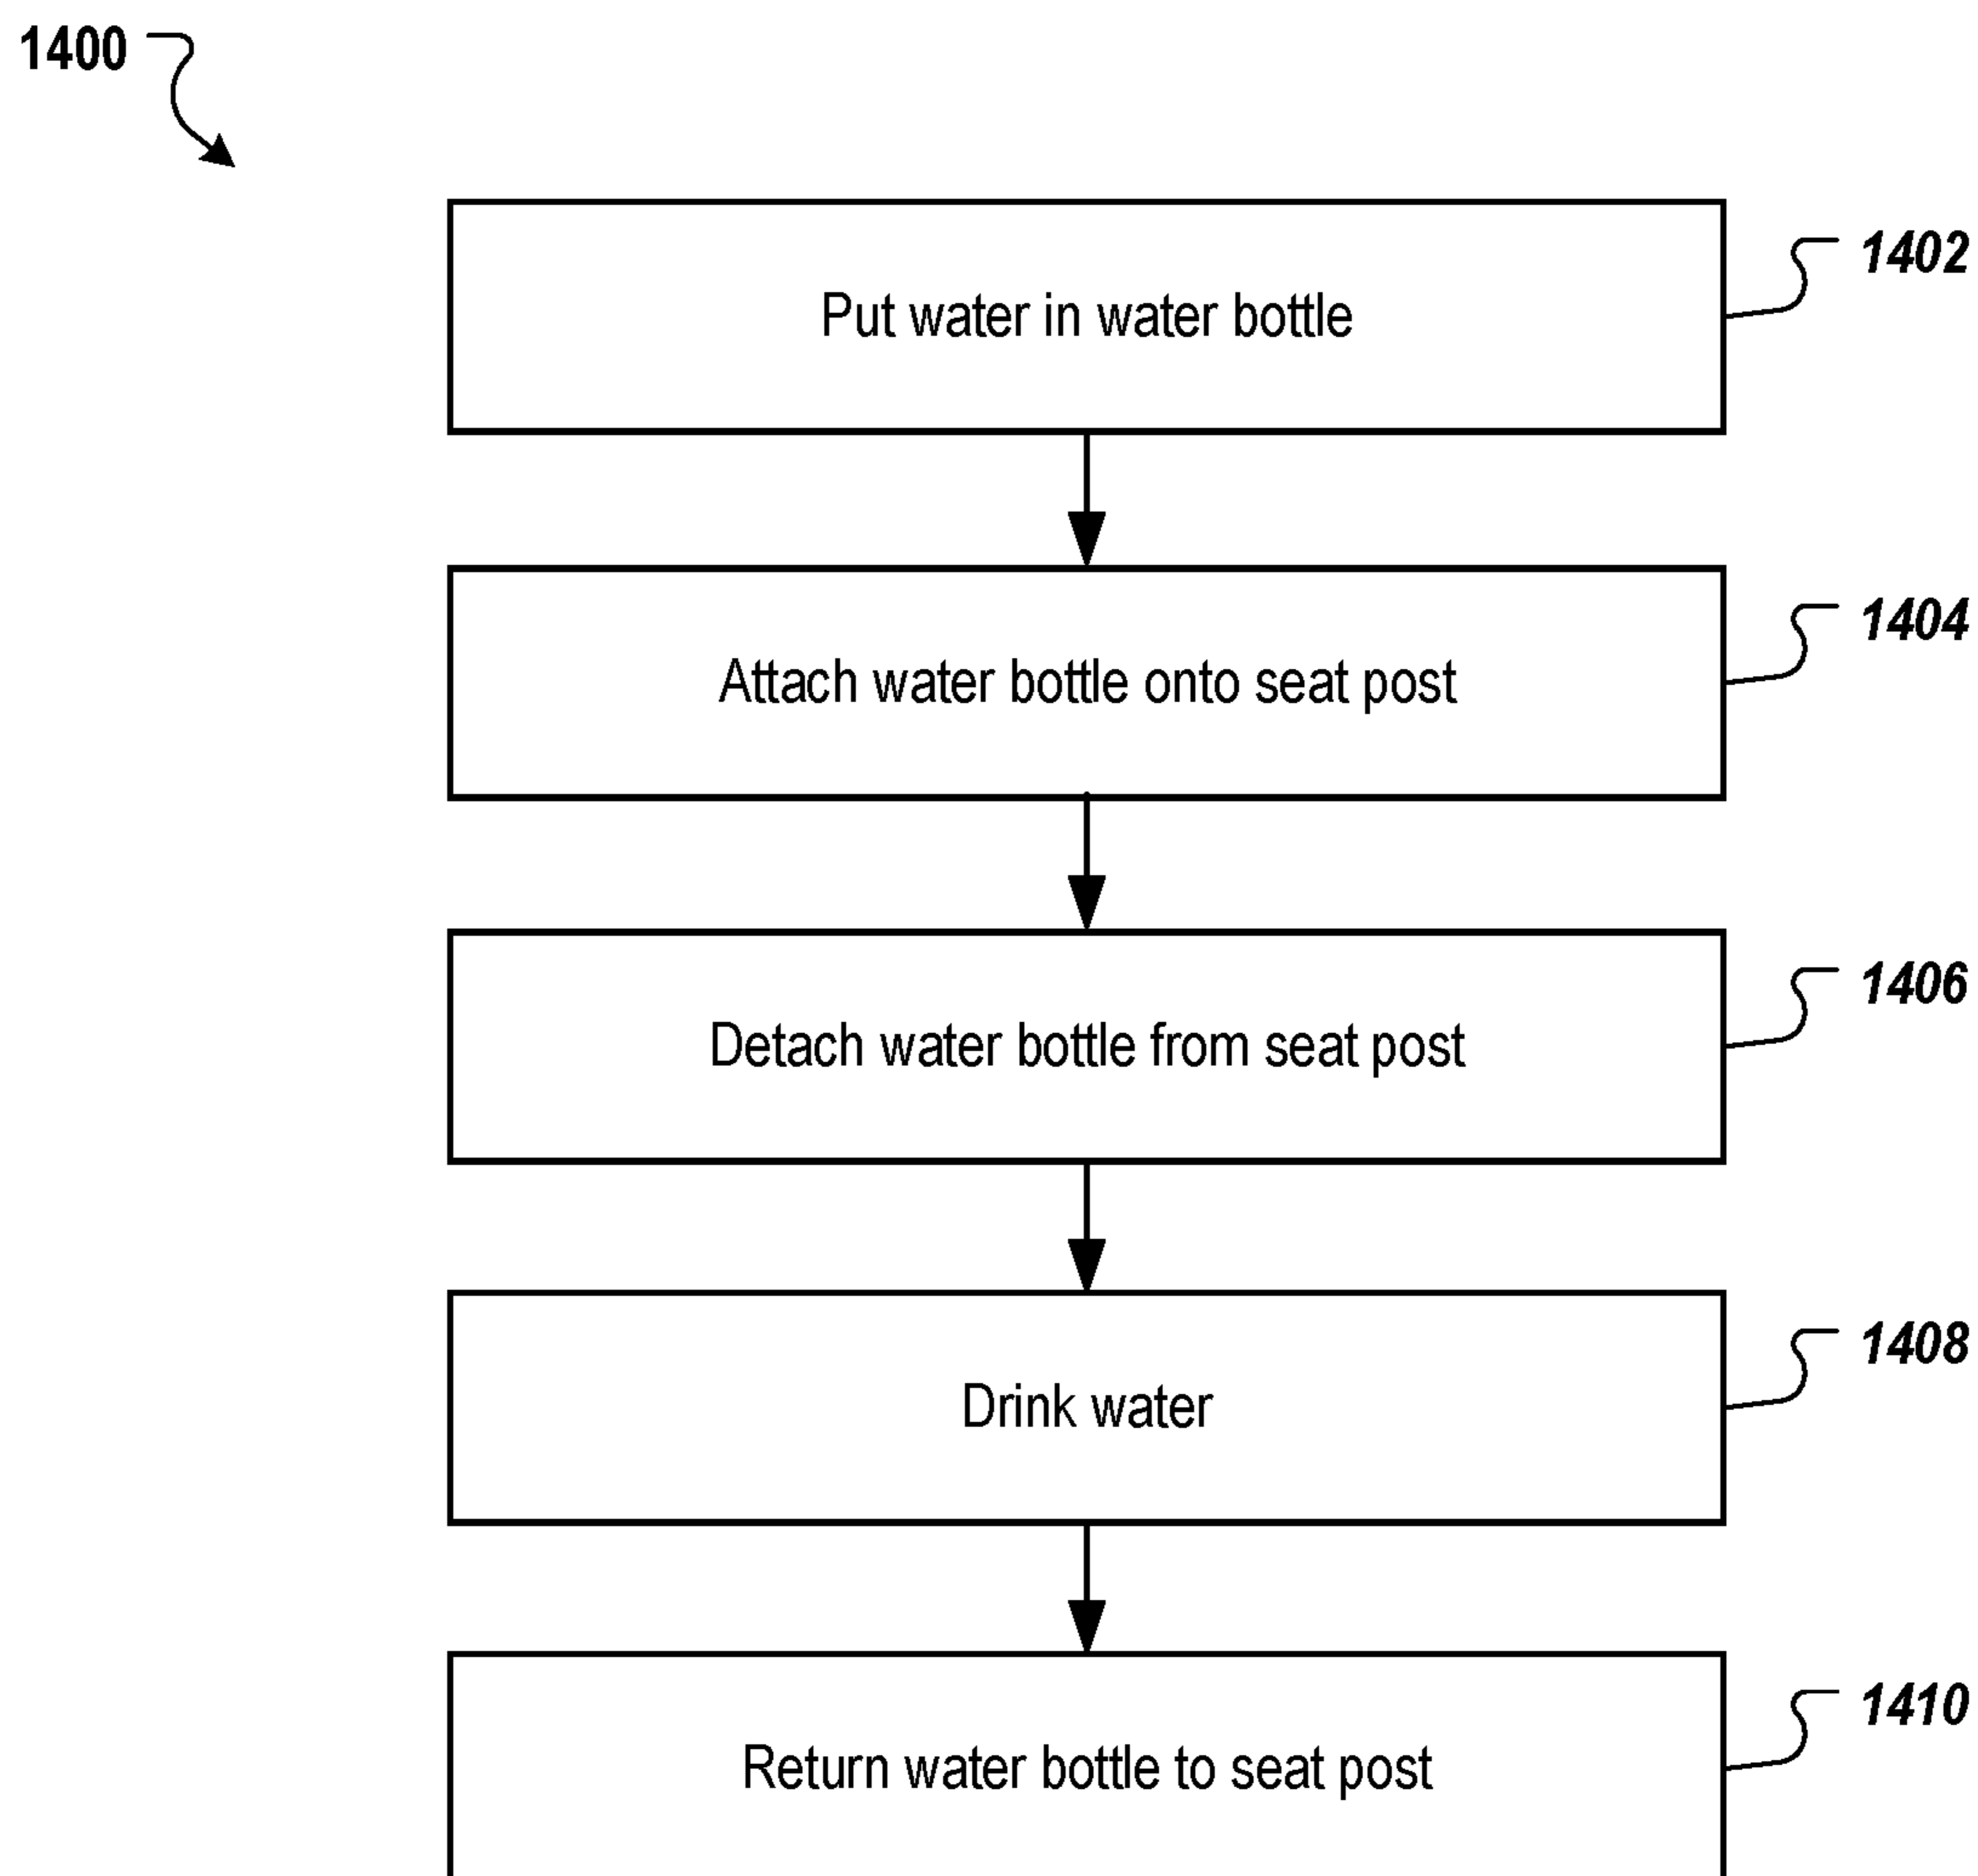 1400
Put water in water bottle
1402
Attach water bottle onto seat post
1404
Detach water bottle from seat post
1406
Drink water
1408
Return water bottle to seat post
1410